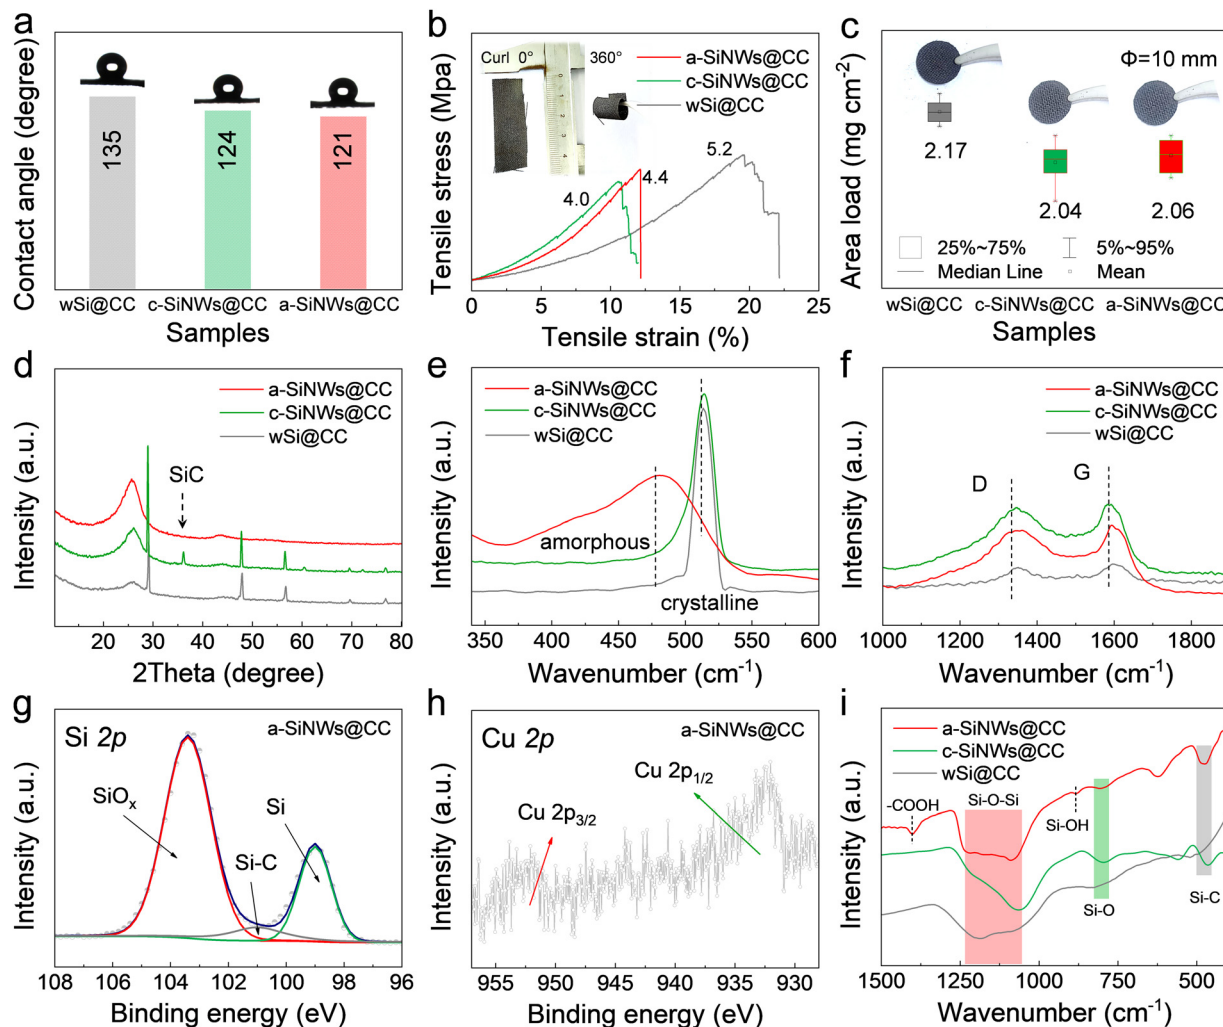 a
Contact angle (degree)
135
124
121
wSi@CC
c-SiNWs@CC
a-SiNWs@CC
Samples
b
Tensile stress (Mpa)
Curl 0°
360°
0
1
2
3
4
a-SiNWs@CC
c-SiNWs@CC
wSi@CC
4.0
4.4
5.2
0 5 10 15 20 25
Tensile strain (%)
c
Area load (mg cm⁻²)
Φ=10 mm
2.17
2.04
2.06
25%~75%
5%~95%
Median Line
Mean
wSi@CC
c-SiNWs@CC
a-SiNWs@CC
Samples
d
Intensity (a.u.)
a-SiNWs@CC
c-SiNWs@CC
wSi@CC
SiC
10 20 30 40 50 60 70 80
2Theta (degree)
e
Intensity (a.u.)
a-SiNWs@CC
c-SiNWs@CC
wSi@CC
amorphous
crystalline
350 400 450 500 550 600
Wavenumber (cm⁻¹)
f
Intensity (a.u.)
a-SiNWs@CC
c-SiNWs@CC
wSi@CC
D
G
1000 1200 1400 1600 1800
Wavenumber (cm⁻¹)
g
Intensity (a.u.)
Si 2p
a-SiNWs@CC
SiOₓ
Si-C
Si
108 106 104 102 100 98 96
Binding energy (eV)
h
Intensity (a.u.)
Cu 2p
a-SiNWs@CC
Cu 2p₃/₂
Cu 2p₁/₂
955 950 945 940 935 930
Binding energy (eV)
i
Intensity (a.u.)
a-SiNWs@CC
c-SiNWs@CC
wSi@CC
-COOH
Si-O-Si
Si-OH
Si-O
Si-C
1500 1250 1000 750 500
Wavenumber (cm⁻¹)